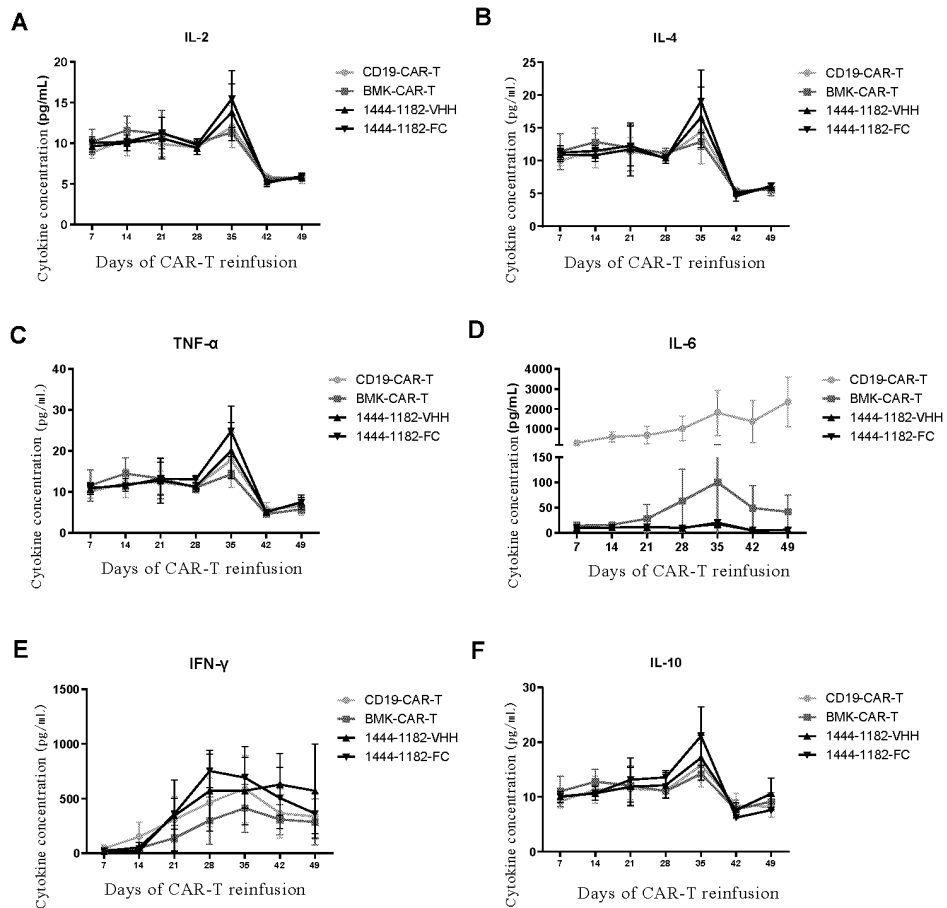 A
IL-2
Cytokine concentration (pg/mL)
20
15
10
5
0
7 14 21 28 35 42 49
Days of CAR-T reinfusion
CD19-CAR-T
BMK-CAR-T
1444-1182-VHH
1444-1182-FC
B
IL-4
Cytokine concentration (pg/mL)
25
20
15
10
5
0
7 14 21 28 35 42 49
Days of CAR-T reinfusion
CD19-CAR-T
BMK-CAR-T
1444-1182-VHH
1444-1182-FC
C
TNF-α
Cytokine concentration (pg/mL)
40
30
20
10
0
7 14 21 28 35 42 49
Days of CAR-T reinfusion
CD19-CAR-T
BMK-CAR-T
1444-1182-VHH
1444-1182-FC
D
IL-6
Cytokine concentration (pg/mL)
4000
3000
2000
1000
150
100
50
0
7 14 21 28 35 42 49
Days of CAR-T reinfusion
CD19-CAR-T
BMK-CAR-T
1444-1182-VHH
1444-1182-FC
E
IFN-γ
Cytokine concentration (pg/mL)
1500
1000
500
0
7 14 21 28 35 42 49
Days of CAR-T reinfusion
CD19-CAR-T
BMK-CAR-T
1444-1182-VHH
1444-1182-FC
F
IL-10
Cytokine concentration (pg/mL)
30
20
10
0
7 14 21 28 35 42 49
Days of CAR-T reinfusion
CD19-CAR-T
BMK-CAR-T
1444-1182-VHH
1444-1182-FC